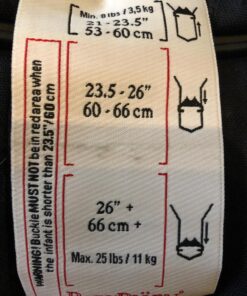 Min. 8 lbs / 3,5 kg
21 - 23.5"
53 - 60 cm
23.5 - 26"
60 - 66 cm
26" +
66 cm +
Max. 25 lbs / 11 kg
WARNING! Buckle MUST NOT be in red area when
the infant is shorter than 23.5"/60 cm